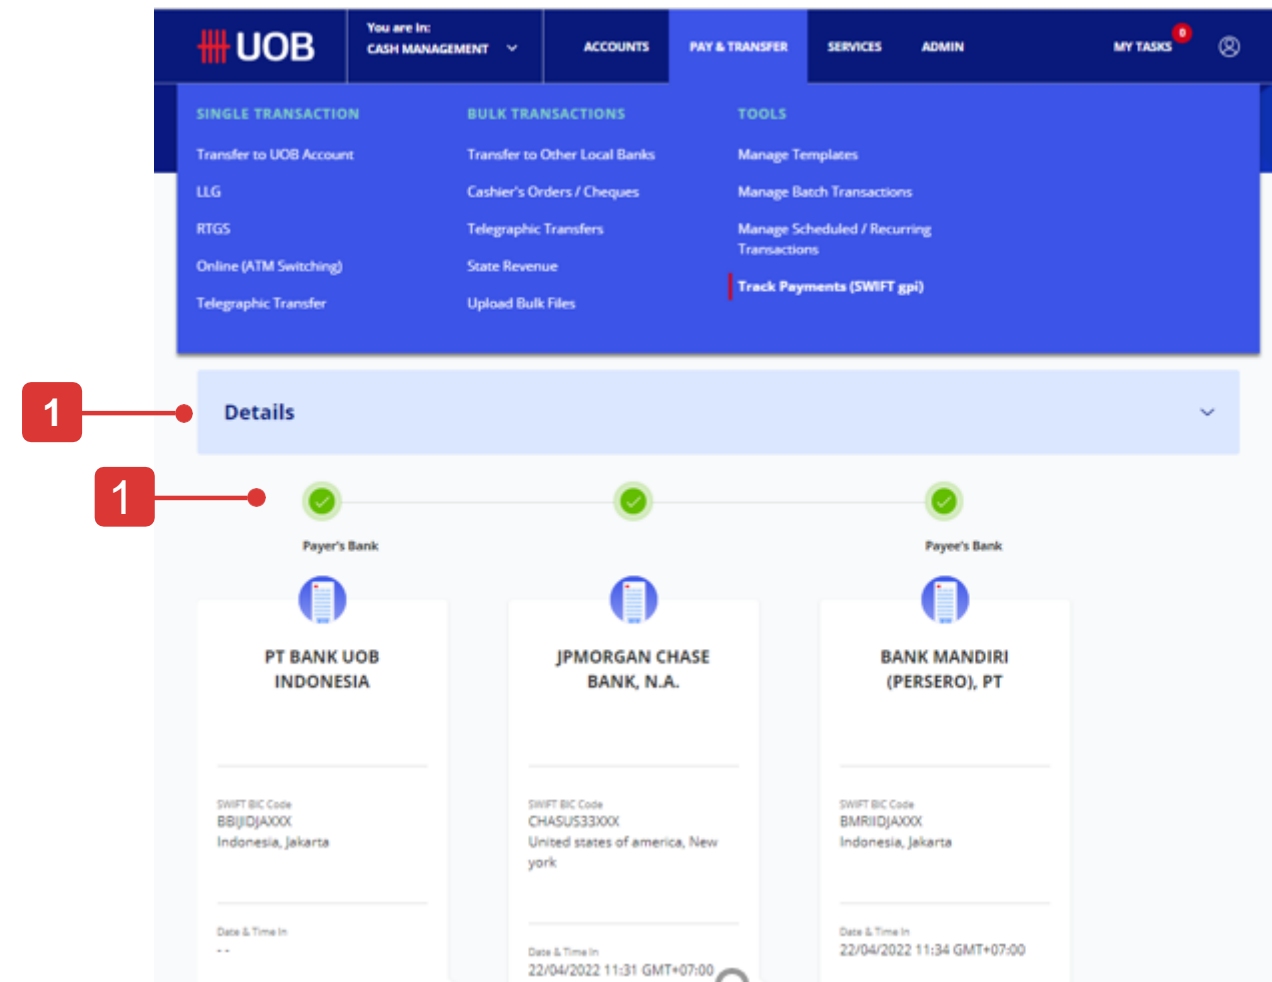 UOB
You are in:
CASH MANAGEMENT
ACCOUNTS
PAY & TRANSFER
SERVICES
ADMIN
MY TASKS
0
SINGLE TRANSACTION
Transfer to UOB Account
LLG
RTGS
Online (ATM Switching)
Telegraphic Transfer
BULK TRANSACTIONS
Transfer to Other Local Banks
Cashier's Orders / Cheques
Telegraphic Transfers
State Revenue
Upload Bulk Files
TOOLS
Manage Templates
Manage Batch Transactions
Manage Scheduled / Recurring
Transactions
Track Payments (SWIFT gpi)
1
Details
1
Payer's Bank
Payee's Bank
PT BANK UOB
INDONESIA
SWIFT BIC Code
BBIJIDJAXXX
Indonesia, Jakarta
Date & Time In
- -
JPMORGAN CHASE
BANK, N.A.
SWIFT BIC Code
CHASUS33XXX
United states of america, New
york
Date & Time In
22/04/2022 11:31 GMT+07:00
BANK MANDIRI
(PERSERO), PT
SWIFT BIC Code
BMRIIDJAXXX
Indonesia, Jakarta
Date & Time In
22/04/2022 11:34 GMT+07:00